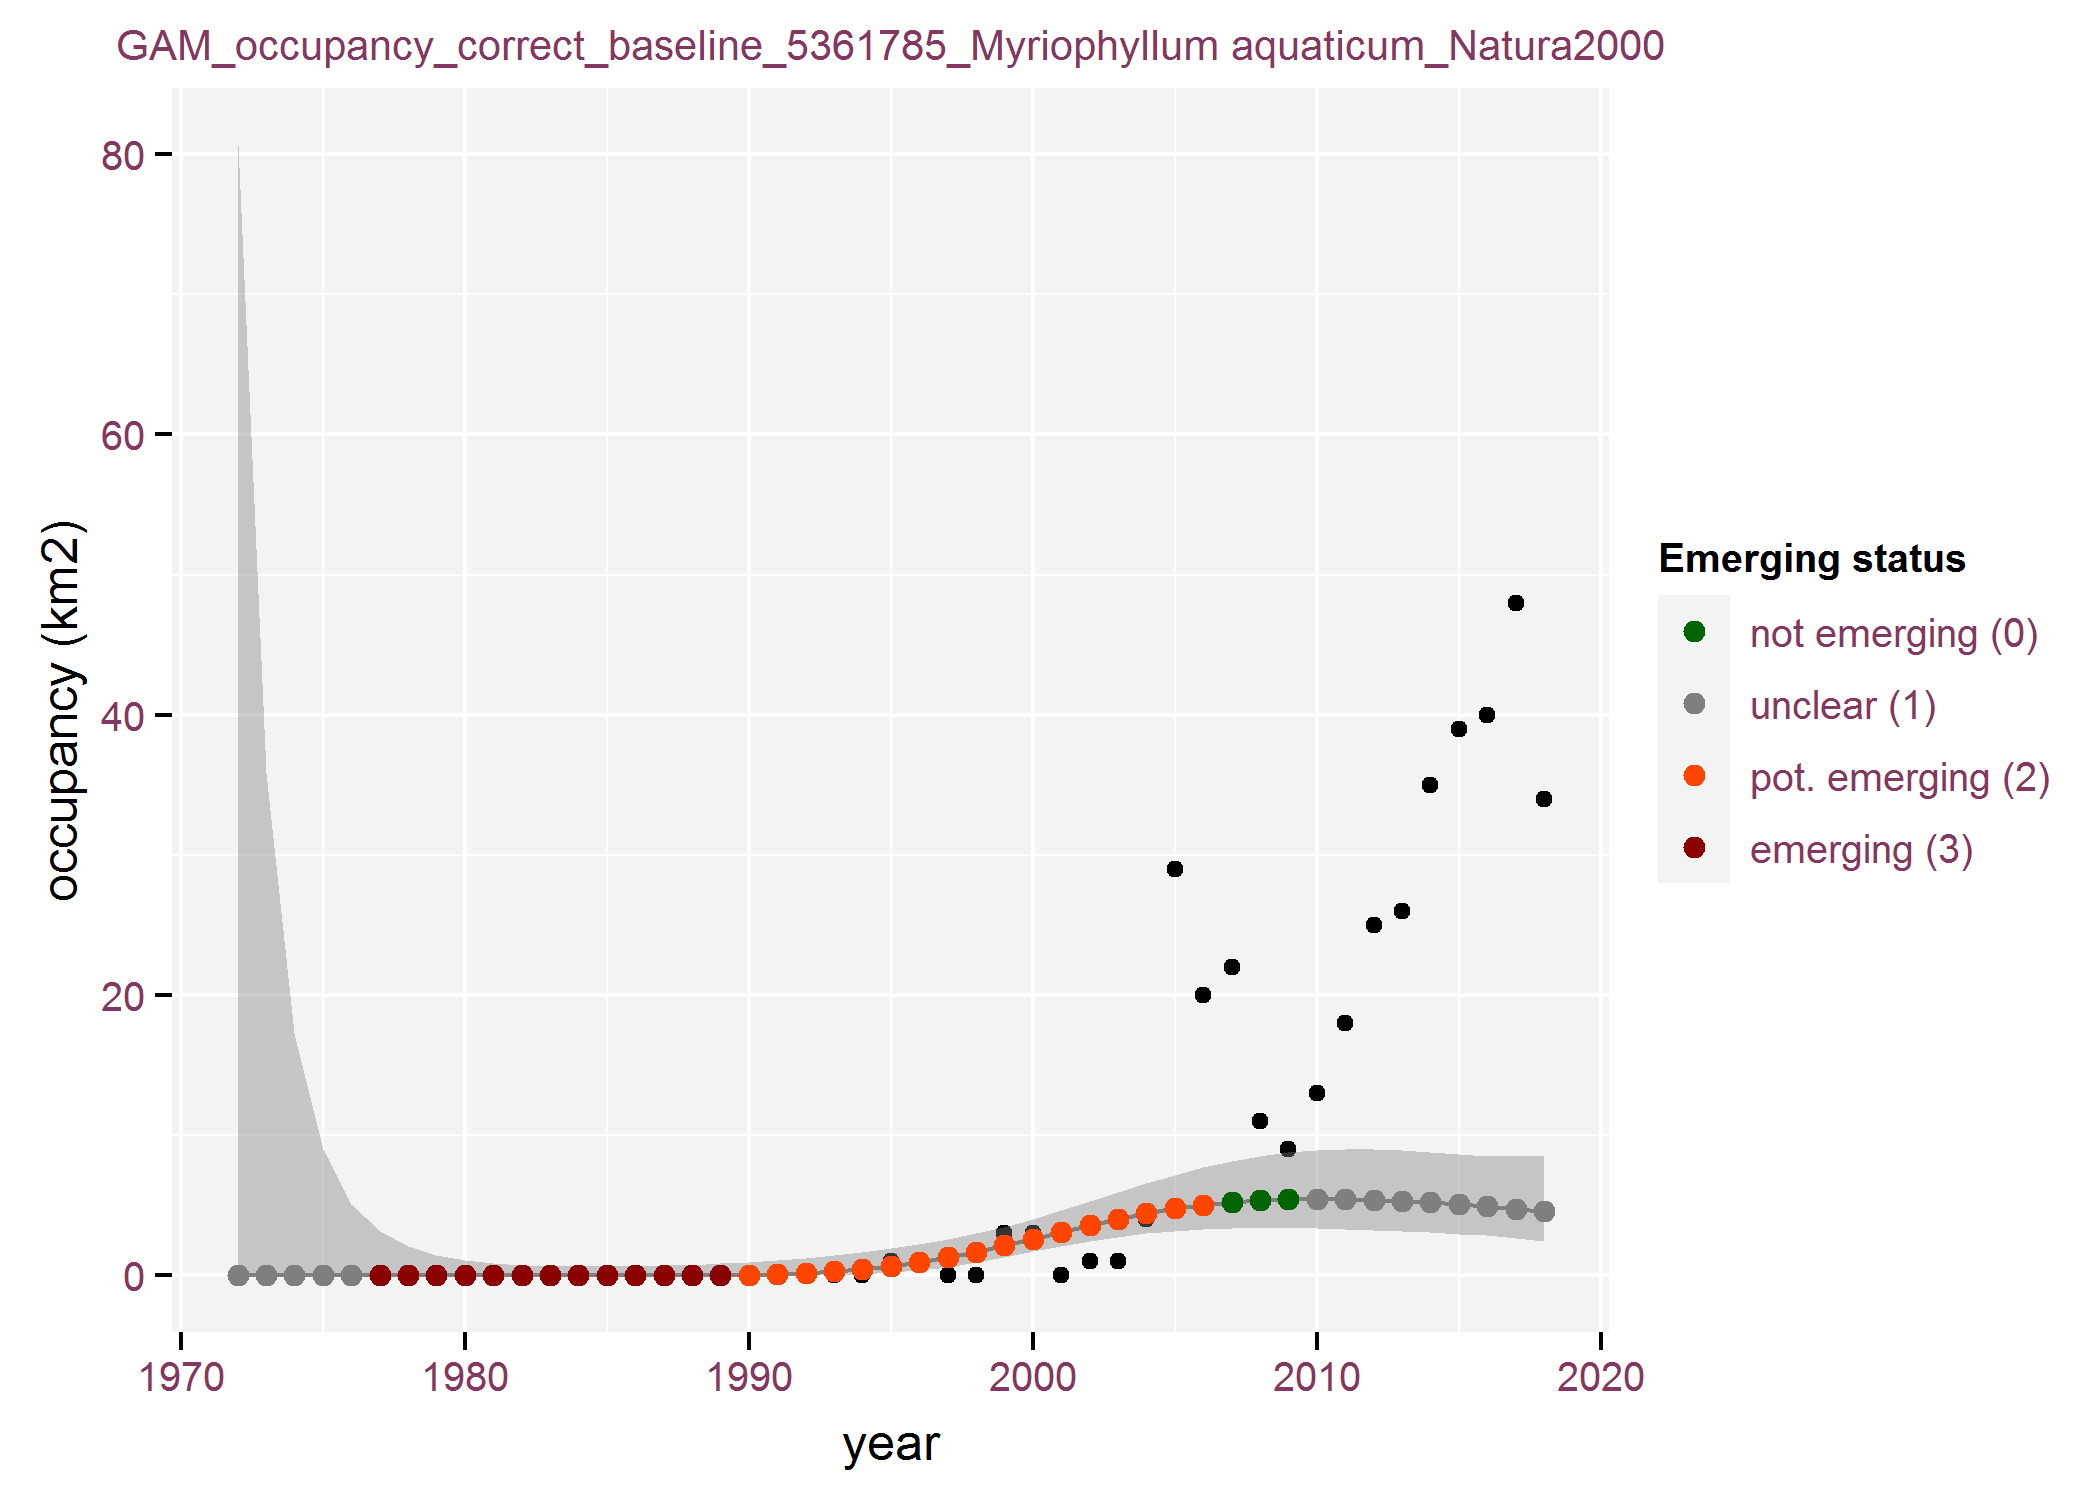 GAM_occupancy_correct_baseline_5361785_Myriophyllum aquaticum_Natura2000
80
60
40
20
0
occupancy (km2)
1970 1980 1990 2000 2010 2020
year
Emerging status
not emerging (0)
unclear (1)
pot. emerging (2)
emerging (3)